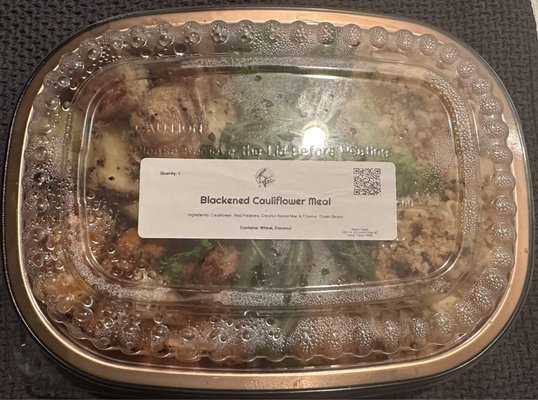 CAUTION
Please Remove the Lid Before Heating
Quanity: 1
Blackened Cauliflower Meal
Ingredients: Cauliflower, Red Potatoes, Coconut Based Mac & Cheese, Green Beans
Contains: Wheat, Coconut